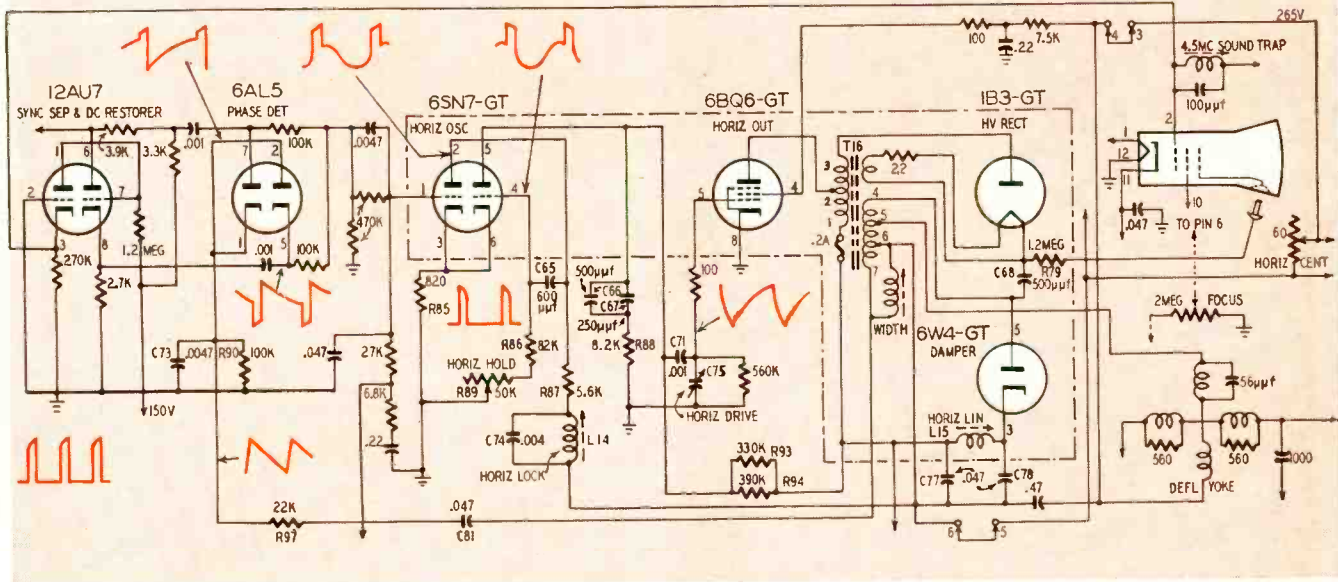 265V
100
.22
7.5K
4
3
4.5MC SOUND TRAP
100µµf
12AU7
SYNC SEP & DC RESTORER
6AL5
PHASE DET
6SN7-GT
HORIZ OSC
6BQ6-GT
HORIZ OUT
1B3-GT
HV RECT
1
6
3.9K
3.3K
.001
7
2
100K
.0047
2
5
T16
3
2.2
2
1
12
11
2
7
1
4
470K
5
4
2
1
4
5
10
TO PIN 6
.047
3
8
1.2 MEG
1
5
.001
100K
3
6
8
.2A
6
7
1.2MEG
R79
C68
500µµf
60
HORIZ CENT
270K
2.7K
820
R85
C65
600
µµf
500µµf
C66
C67
250µµf
100
WIDTH
6W4-GT
DAMPER
5
2MEG FOCUS
C73
.0047
R90
100K
.047
27K
HORIZ HOLD
R86
82K
8.2K
R88
C71
.001
C75
560K
R89
50K
R87
5.6K
HORIZ DRIVE
56µµf
150V
6.8K
.22
C74
.004
L14
HORIZ LOCK
HORIZ LIN
L15
3
560
560
1000
330K
R93
390K
R94
C77
.047
C78
.47
DEFL YOKE
22K
R97
.047
C81
6
5